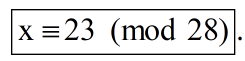 x ≡ 23 (mod 28).